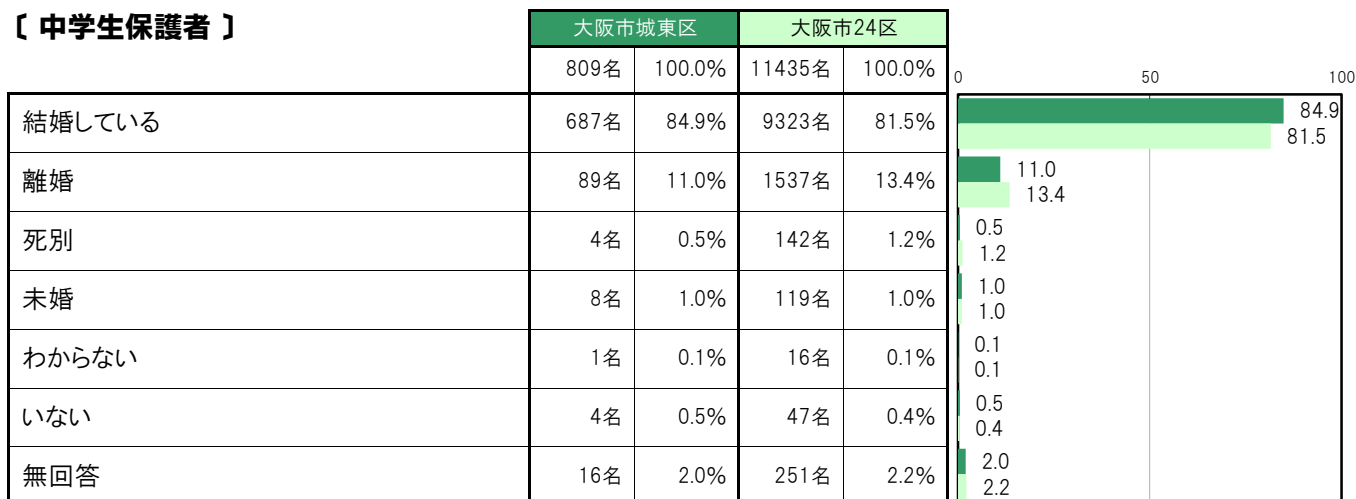 〔 中学生保護者 〕
大阪市城東区 大阪市24区
809名 100.0% 11435名 100.0%
0 50 100
結婚している 687名 84.9% 9323名 81.5%
84.9
81.5
離婚 89名 11.0% 1537名 13.4%
11.0
13.4
死別 4名 0.5% 142名 1.2%
0.5
1.2
未婚 8名 1.0% 119名 1.0%
1.0
1.0
わからない 1名 0.1% 16名 0.1%
0.1
0.1
いない 4名 0.5% 47名 0.4%
0.5
0.4
無回答 16名 2.0% 251名 2.2%
2.0
2.2